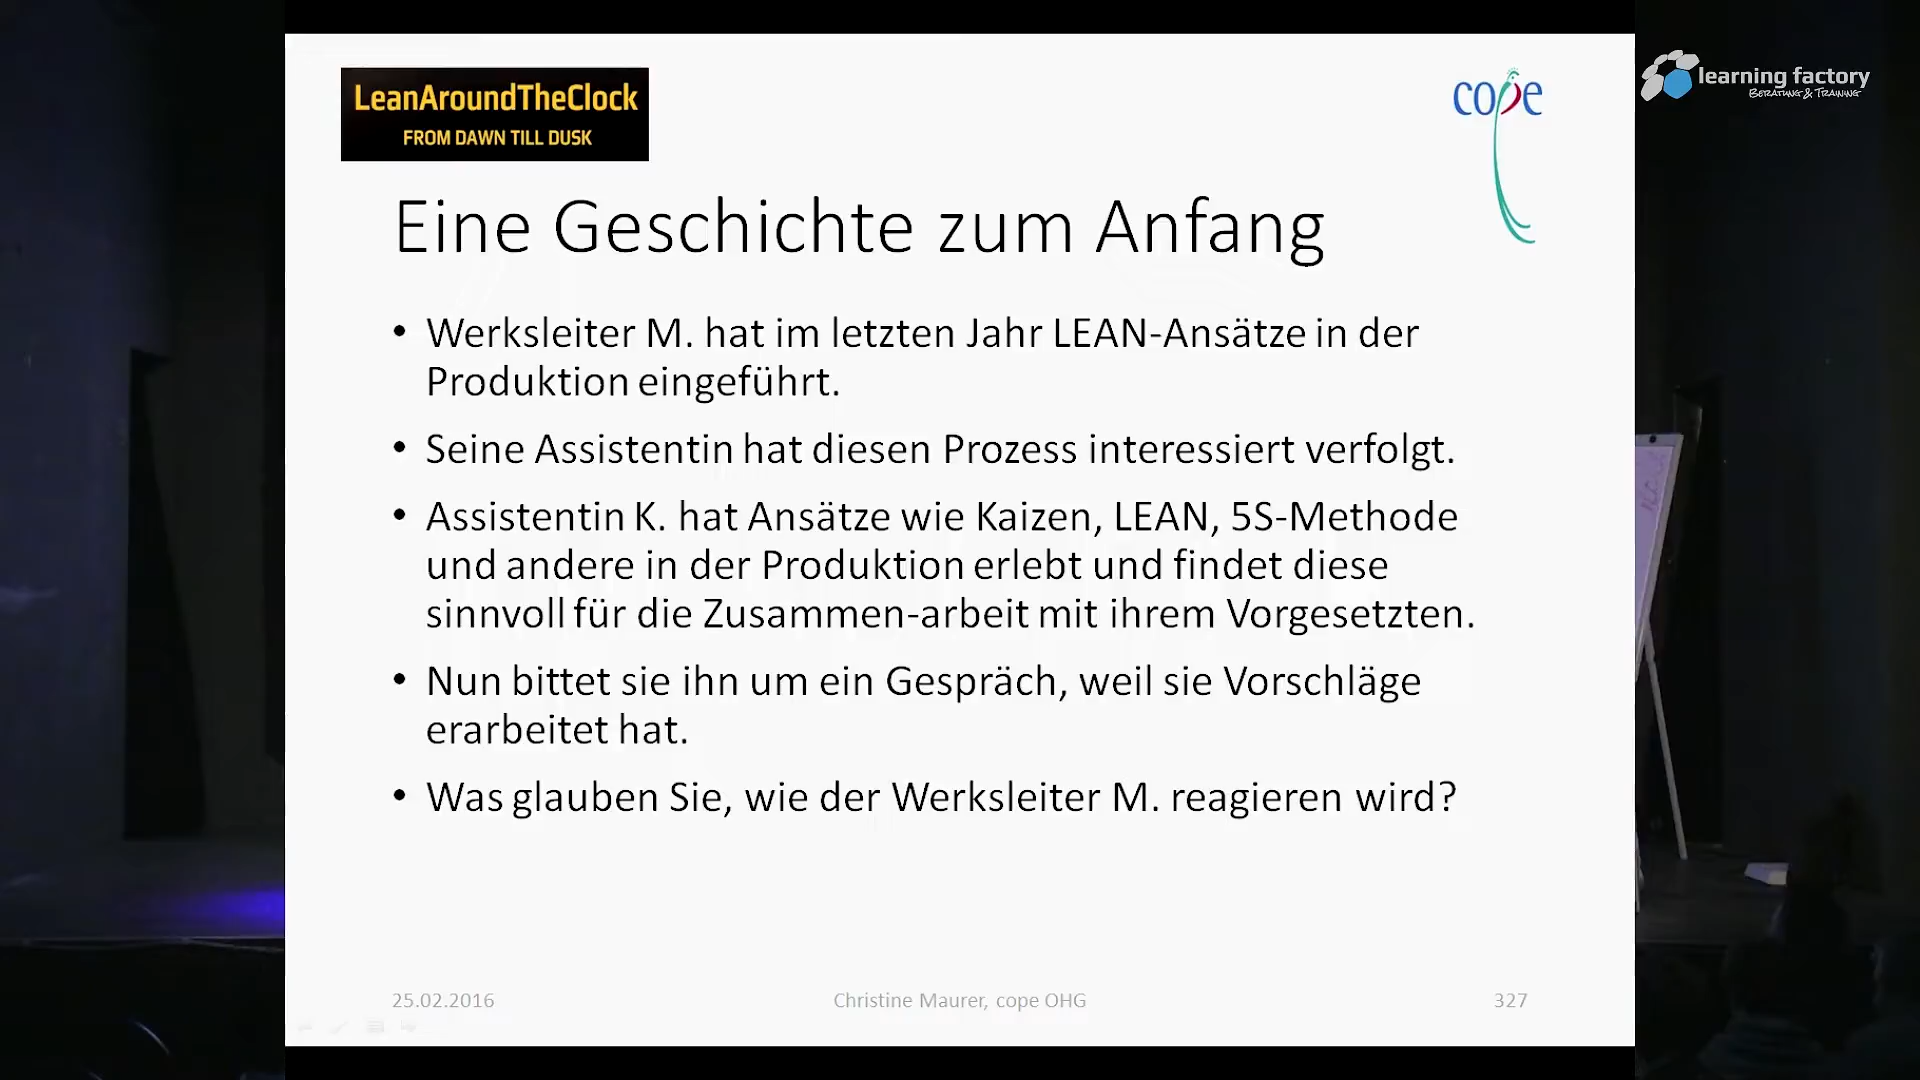 LeanAroundTheClock
FROM DAWN TILL DUSK
cope
learning factory
BERATUNG & TRAINING
Eine Geschichte zum Anfang
• Werksleiter M. hat im letzten Jahr LEAN-Ansätze in der
Produktion eingeführt.
• Seine Assistentin hat diesen Prozess interessiert verfolgt.
• Assistentin K. hat Ansätze wie Kaizen, LEAN, 5S-Methode
und andere in der Produktion erlebt und findet diese
sinnvoll für die Zusammen-arbeit mit ihrem Vorgesetzten.
• Nun bittet sie ihn um ein Gespräch, weil sie Vorschläge
erarbeitet hat.
• Was glauben Sie, wie der Werksleiter M. reagieren wird?
25.02.2016
Christine Maurer, cope OHG
327